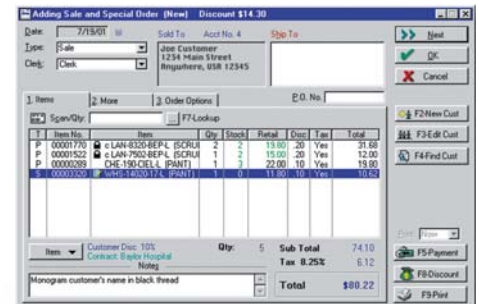 Adding Sale and Special Order (New) Discount $14.30
Date: 7/19/01 Sold To Acct No. 4 Ship To
Type: Sale
Clerk: Clerk
Joe Customer
1234 Main Street
Anywhere, USA 12345
Next
OK
Cancel
1. Items 2. More 3. Order Options P.O. No.
Scan/Qty: ... F7-Lookup
T Item No. Item Qty Stock Retail Disc Tax Total
P 00001770 c LAN-8320-BEP-L (SCRU 2 2 19.80 .20 Yes 31.68
P 00001522 c LAN-7502-BEP-L (SCRU 1 2 15.00 .20 Yes 12.00
P 00000289 CHE-190-CIEL-L (PANT) 1 3 22.00 .10 Yes 19.80
S 00003320 WHS-14020-17-L (PANT) 1 0 11.80 .10 Yes 10.62
F2-New Cust
F3-Edit Cust
F4-Find Cust
Item
Customer Disc: 10%
Contract: Baylor Hospital
Notes
Monogram customer's name in black thread
Qty: 5 Sub Total 74.10
Tax 8.25% 6.12
Total $80.22
Print: Now
F5-Payment
F8-Discount
F9-Print